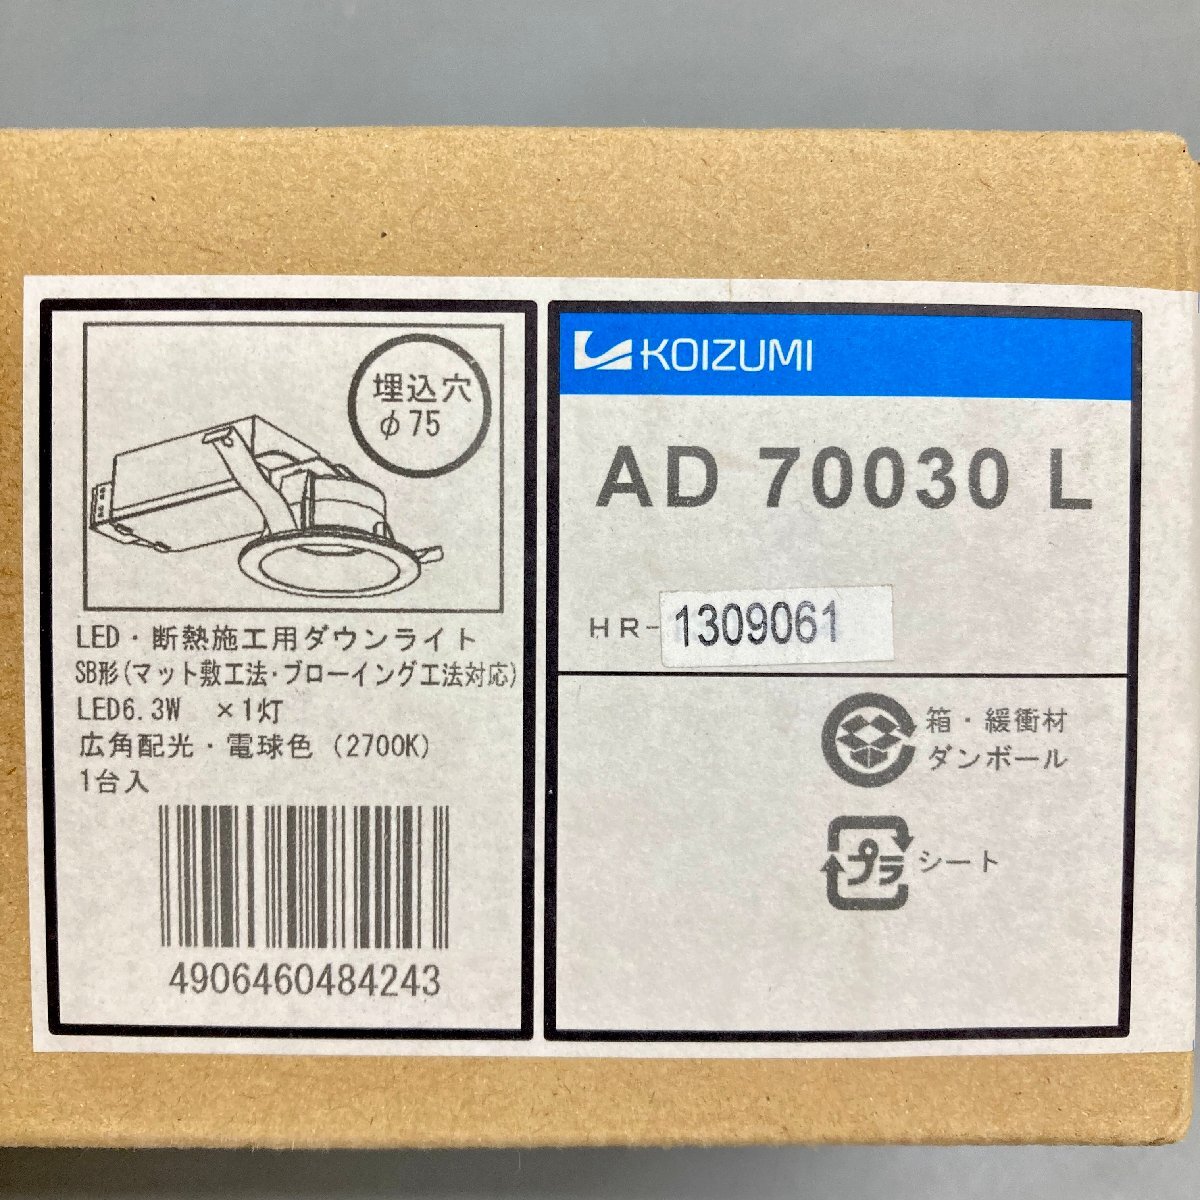 埋込穴
φ75
LED・断熱施工用ダウンライト
SB形(マット敷工法・ブローイング工法対応)
LED6.3W ×1灯
広角配光・電球色 (2700K)
1台入
4906460484243
KOIZUMI
AD 70030 L
HR-1309061
箱・緩衝材
ダンボール
プラ シート